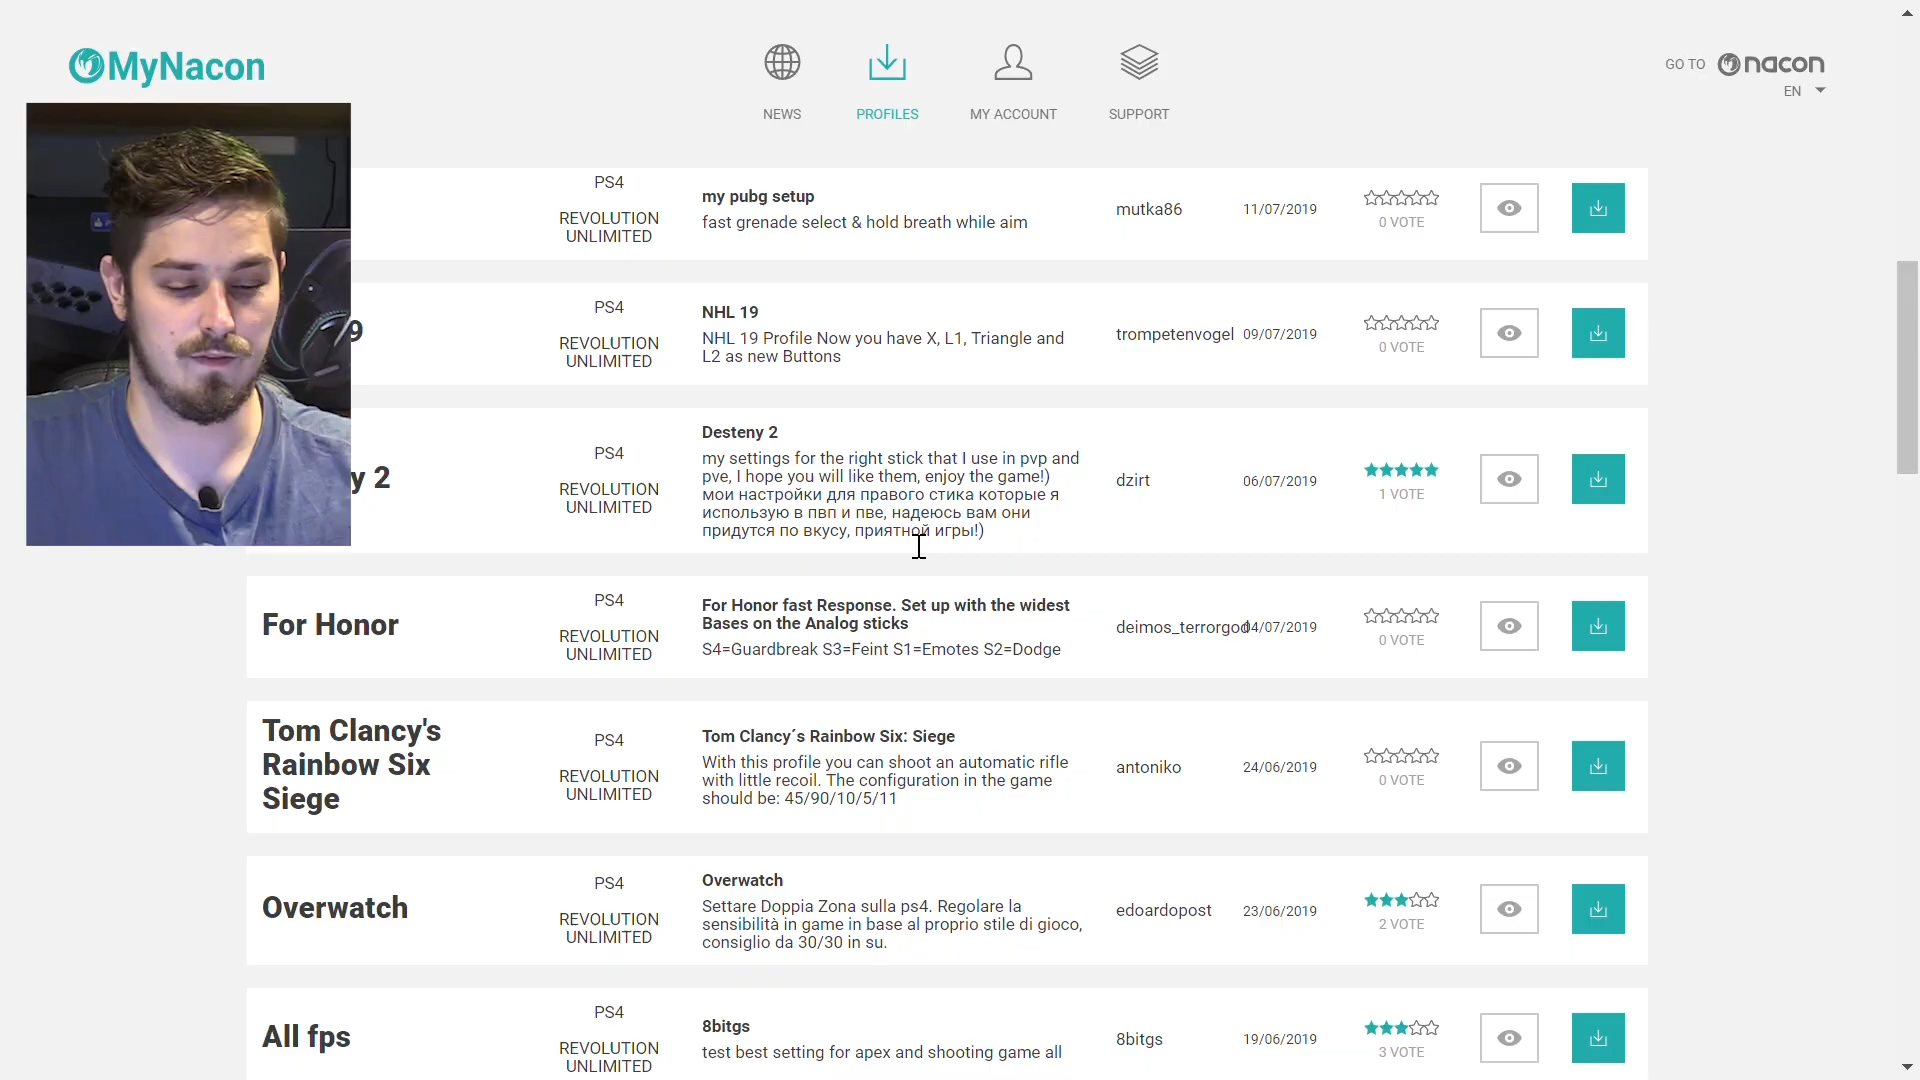 MyNacon
NEWS
PROFILES
MY ACCOUNT
SUPPORT
GO TO nacon
EN
PS4
REVOLUTION
UNLIMITED
my pubg setup
fast grenade select & hold breath while aim
mutka86
11/07/2019
0 VOTE
9
PS4
REVOLUTION
UNLIMITED
NHL 19
NHL 19 Profile Now you have X, L1, Triangle and
L2 as new Buttons
trompetenvogel
09/07/2019
0 VOTE
y 2
PS4
REVOLUTION
UNLIMITED
Desteny 2
my settings for the right stick that I use in pvp and
pve, I hope you will like them, enjoy the game!)
мои настройки для правого стика которые я
использую в пвп и пве, надеюсь вам они
придутся по вкусу, приятной игры!)
dzirt
06/07/2019
1 VOTE
For Honor
PS4
REVOLUTION
UNLIMITED
For Honor fast Response. Set up with the widest
Bases on the Analog sticks
S4=Guardbreak S3=Feint S1=Emotes S2=Dodge
deimos_terrorgod
04/07/2019
0 VOTE
Tom Clancy's
Rainbow Six
Siege
PS4
REVOLUTION
UNLIMITED
Tom Clancy´s Rainbow Six: Siege
With this profile you can shoot an automatic rifle
with little recoil. The configuration in the game
should be: 45/90/10/5/11
antoniko
24/06/2019
0 VOTE
Overwatch
PS4
REVOLUTION
UNLIMITED
Overwatch
Settare Doppia Zona sulla ps4. Regolare la
sensibilità in game in base al proprio stile di gioco,
consiglio da 30/30 in su.
edoardopost
23/06/2019
2 VOTE
All fps
PS4
REVOLUTION
UNLIMITED
8bitgs
test best setting for apex and shooting game all
8bitgs
19/06/2019
3 VOTE